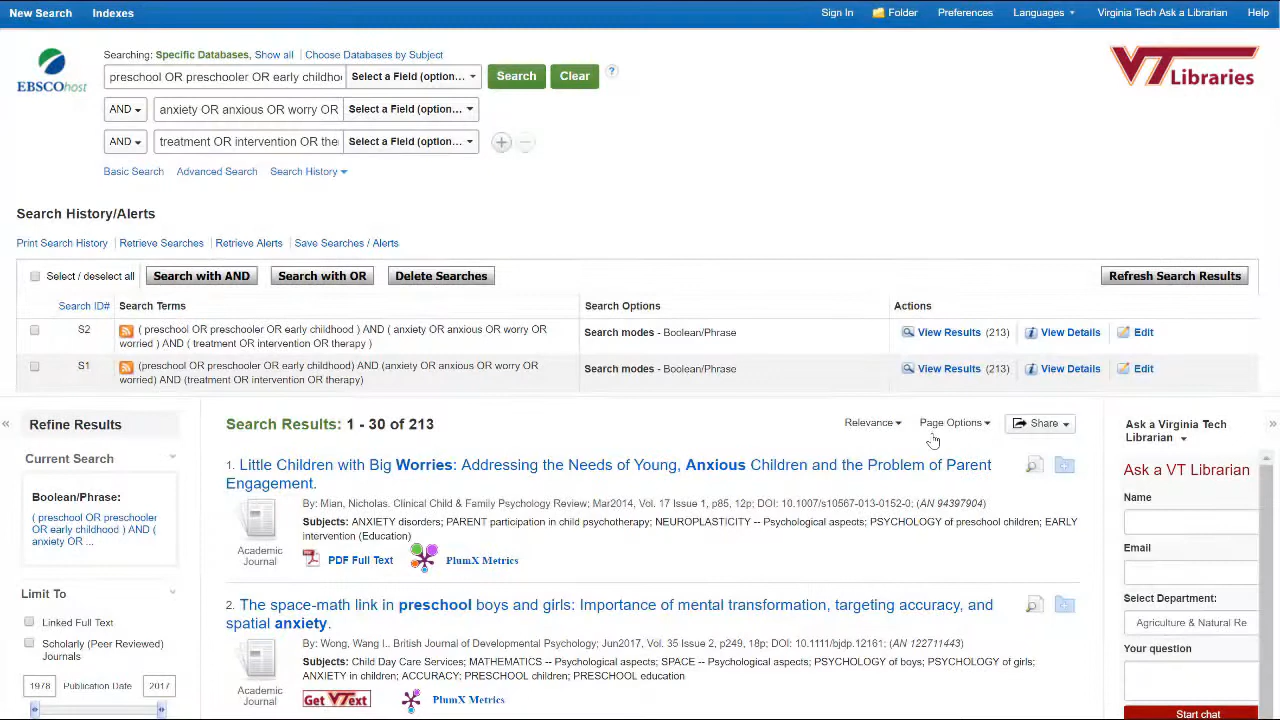 New Search Indexes Sign In Folder Preferences Languages Virginia Tech Ask a Librarian Help
Searching: Specific Databases, Show all | Choose Databases by Subject
EBSCOhost
preschool OR preschooler OR early childho Select a Field (option... Search Clear ?
VT Libraries
AND anxiety OR anxious OR worry OR Select a Field (option...
AND treatment OR intervention OR the Select a Field (option...
Basic Search Advanced Search Search History
Search History/Alerts
Print Search History | Retrieve Searches | Retrieve Alerts | Save Searches / Alerts
Select / deselect all Search with AND Search with OR Delete Searches Refresh Search Results
Search ID# Search Terms Search Options Actions
S2 ( preschool OR preschooler OR early childhood ) AND ( anxiety OR anxious OR worry OR
worried ) AND ( treatment OR intervention OR therapy )
Search modes - Boolean/Phrase View Results (213) View Details Edit
S1 (preschool OR preschooler OR early childhood) AND (anxiety OR anxious OR worry OR
worried) AND (treatment OR intervention OR therapy)
Search modes - Boolean/Phrase View Results (213) View Details Edit
« Refine Results
Current Search
Boolean/Phrase:
( preschool OR preschooler
OR early childhood ) AND (
anxiety OR ...
Limit To
Linked Full Text
Scholarly (Peer Reviewed)
Journals
1978 Publication Date 2017
Search Results: 1 - 30 of 213
Relevance Page Options Share
1. Little Children with Big Worries: Addressing the Needs of Young, Anxious Children and the Problem of Parent
Engagement.
By: Mian, Nicholas. Clinical Child & Family Psychology Review; Mar2014, Vol. 17 Issue 1, p85, 12p; DOI: 10.1007/s10567-013-0152-0; (AN 94397904)
Subjects: ANXIETY disorders; PARENT participation in child psychotherapy; NEUROPLASTICITY -- Psychological aspects; PSYCHOLOGY of preschool children; EARLY
intervention (Education)
Academic
Journal
PDF Full Text PlumX Metrics
2. The space-math link in preschool boys and girls: Importance of mental transformation, targeting accuracy, and
spatial anxiety.
By: Wong, Wang I.. British Journal of Developmental Psychology; Jun2017, Vol. 35 Issue 2, p249, 18p; DOI: 10.1111/bjdp.12161; (AN 122711443)
Subjects: Child Day Care Services; MATHEMATICS -- Psychological aspects; SPACE -- Psychological aspects; PSYCHOLOGY of boys; PSYCHOLOGY of girls;
ANXIETY in children; ACCURACY; PRESCHOOL children; PRESCHOOL education
Academic
Journal
Get VText PlumX Metrics
Ask a Virginia Tech
Librarian
»
Ask a VT Librarian
Name
Email
Select Department:
Agriculture & Natural Re
Your question
Start chat